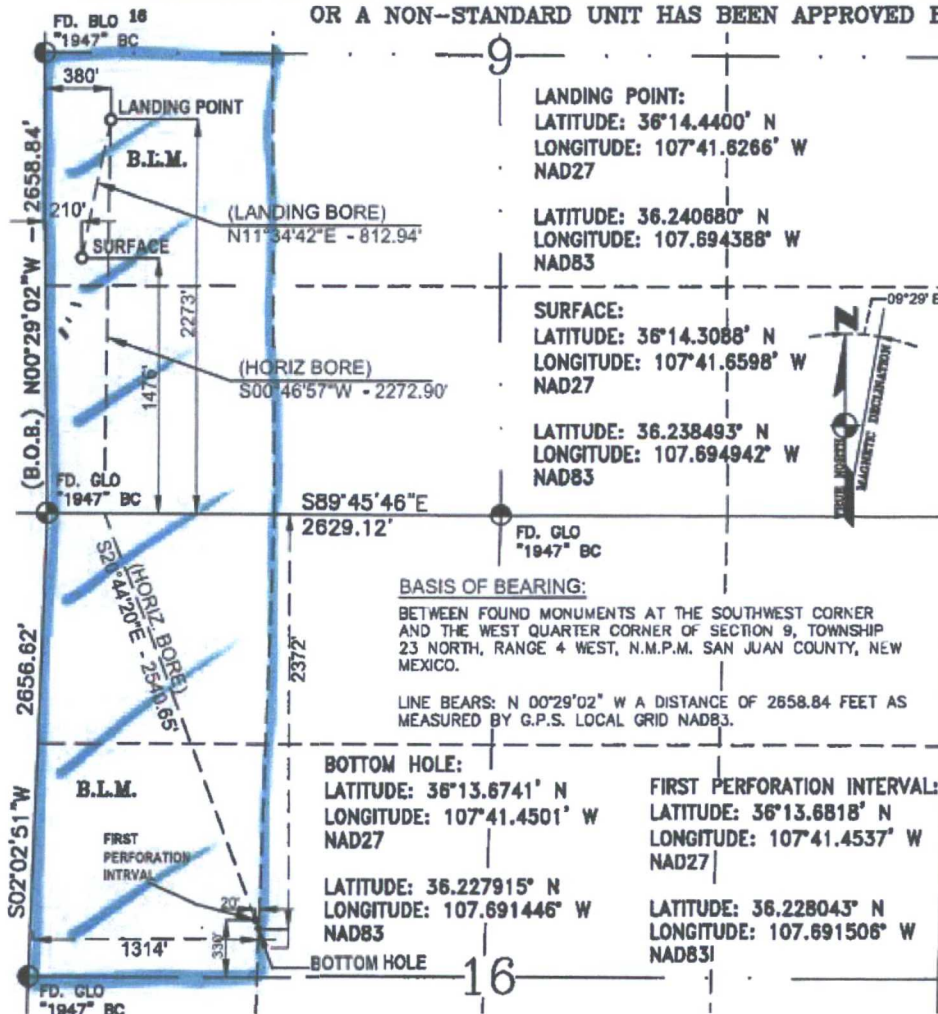 OR A NON-STANDARD UNIT HAS BEEN APPROVED B
FD. BLO 16
"1947" BC
9
380'
LANDING POINT
B.L.M.
(B.O.B.) N00°29'02"W - 2658.84'
210'
SURFACE
(LANDING BORE)
N11°34'42"E - 812.94'
2273'
1476'
(HORIZ BORE)
S00°46'57"W - 2272.90'
LANDING POINT:
LATITUDE: 36°14.4400' N
LONGITUDE: 107°41.6266' W
NAD27
LATITUDE: 36.240680° N
LONGITUDE: 107.694388° W
NAD83
SURFACE:
LATITUDE: 36°14.3088' N
LONGITUDE: 107°41.6598' W
NAD27
LATITUDE: 36.238493° N
LONGITUDE: 107.694942° W
NAD83
09°29' E
N
TRUE NORTH
MAGNETIC DECLINATION
FD. GLO
"1947" BC
S89°45'46"E
2629.12'
FD. GLO
"1947" BC
BASIS OF BEARING:
BETWEEN FOUND MONUMENTS AT THE SOUTHWEST CORNER
AND THE WEST QUARTER CORNER OF SECTION 9, TOWNSHIP
23 NORTH, RANGE 4 WEST, N.M.P.M. SAN JUAN COUNTY, NEW
MEXICO.
LINE BEARS: N 00°29'02" W A DISTANCE OF 2658.84 FEET AS
MEASURED BY G.P.S. LOCAL GRID NAD83.
(HORIZ. BORE)
S20°44'20"E - 2540.65'
2372'
2656.62'
S02°02'51"W
B.L.M.
FIRST
PERFORATION
INTRVAL
20'
330'
1314'
BOTTOM HOLE
BOTTOM HOLE:
LATITUDE: 36°13.6741' N
LONGITUDE: 107°41.4501' W
NAD27
LATITUDE: 36.227915° N
LONGITUDE: 107.691446° W
NAD83
FIRST PERFORATION INTERVAL:
LATITUDE: 36°13.6818' N
LONGITUDE: 107°41.4537' W
NAD27
LATITUDE: 36.228043° N
LONGITUDE: 107.691506° W
NAD83
16
FD. GLO
"1947" BC